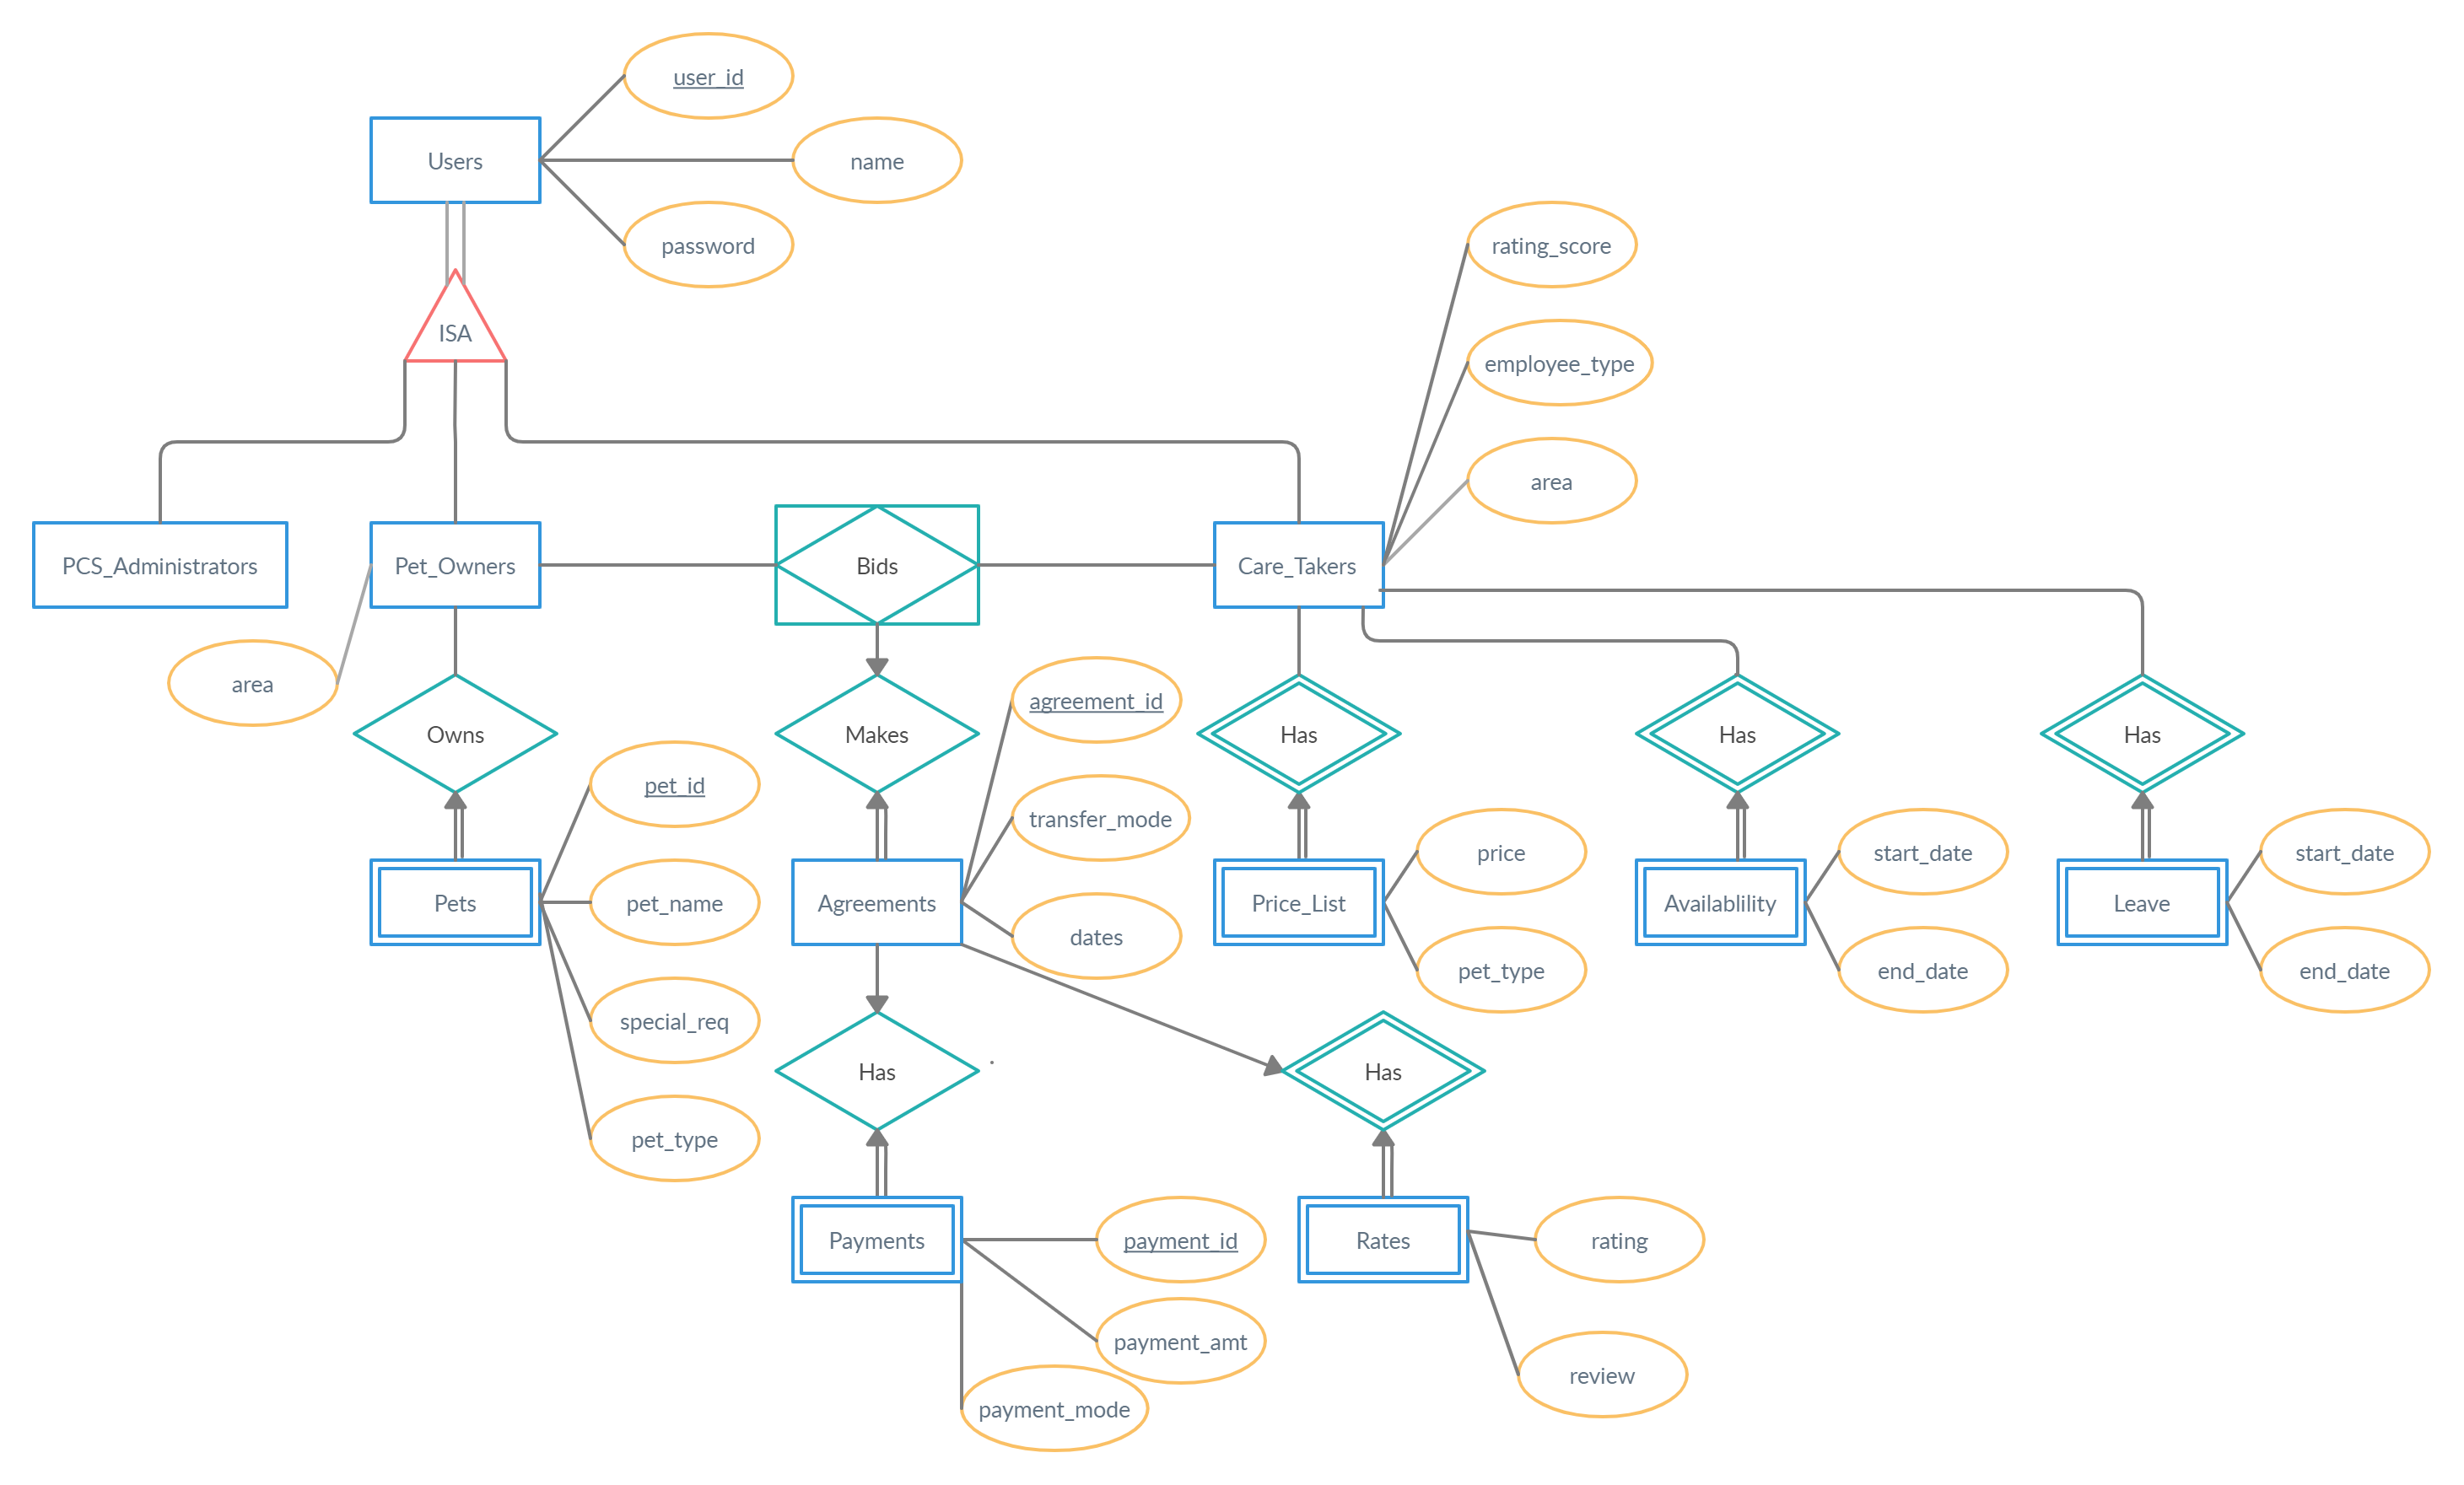 user_id
Users
name
password
rating_score
ISA
employee_type
area
PCS_Administrators
Pet_Owners
Bids
Care_Takers
area
agreement_id
Owns
Makes
Has
Has
Has
pet_id
transfer_mode
price
start_date
start_date
Pets
pet_name
Agreements
dates
Price_List
Availablility
Leave
pet_type
end_date
end_date
special_req
Has
Has
pet_type
Payments
payment_id
Rates
rating
payment_amt
review
payment_mode